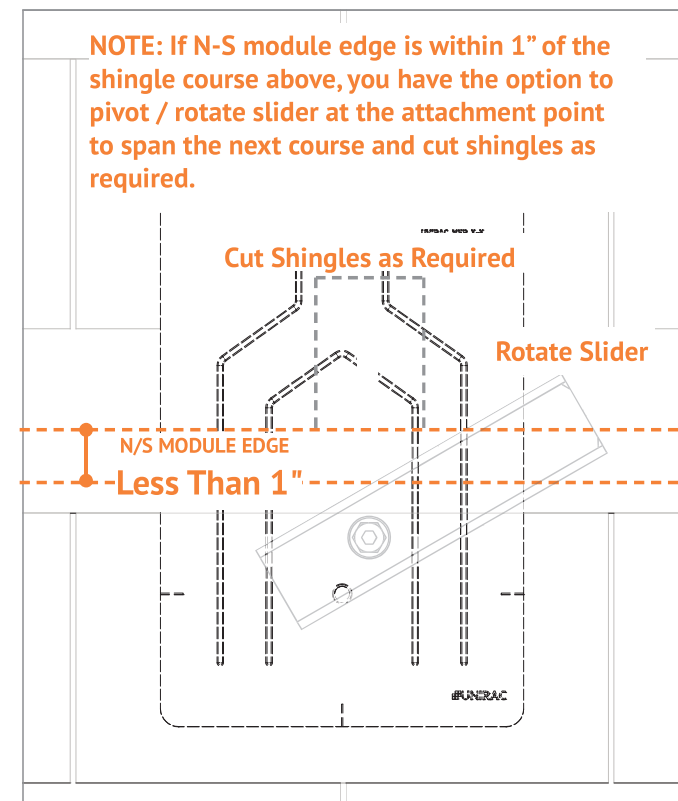 NOTE: If N-S module edge is within 1” of the
shingle course above, you have the option to
pivot / rotate slider at the attachment point
to span the next course and cut shingles as
required.
Cut Shingles as Required
Rotate Slider
N/S MODULE EDGE
Less Than 1"
UNIRAC